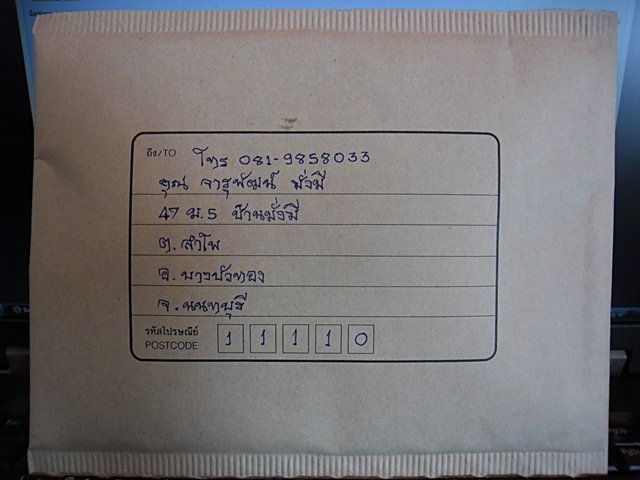 ถึง/TO โทร 081-9858033
คุณ จารุพัฒน์ มั่งมี
47 ม.5 บ้านมั่งมี
ต.ลำโพ
อ.บางบัวทอง
จ.นนทบุรี
รหัสไปรษณีย์
POSTCODE 1 1 1 1 0